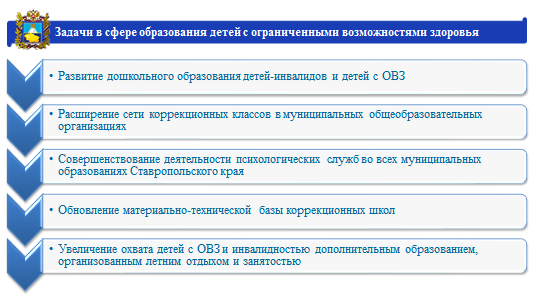 Задачи в сфере образования детей с ограниченными возможностями здоровья
• Развитие дошкольного образования детей-инвалидов и детей с ОВЗ
• Расширение сети коррекционных классов в муниципальных общеобразовательных
организациях
• Совершенствование деятельности психологических служб во всех муниципальных
образованиях Ставропольского края
• Обновление материально-технической базы коррекционных школ
• Увеличение охвата детей с ОВЗ и инвалидностью дополнительным образованием,
организованным летним отдыхом и занятостью